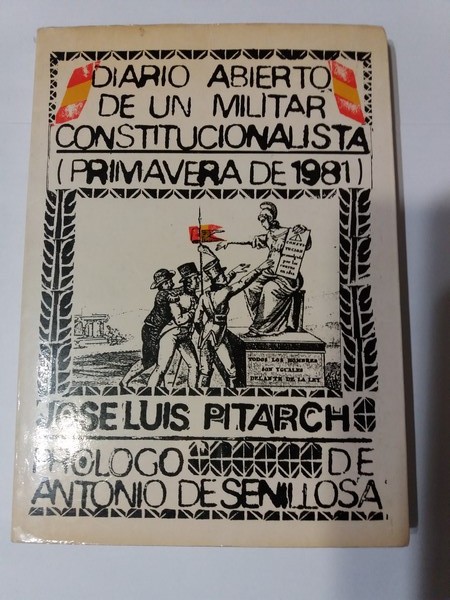 DIARIO ABIERTO
DE UN MILITAR
CONSTITUCIONALISTA
(PRIMAVERA DE 1981)
TODOS LOS HOMBRES
SON YGUALES
DELANTE DE LA LEY
JOSE LUIS PITARCH
PROLOGO DE
ANTONIO DE SENILLOSA